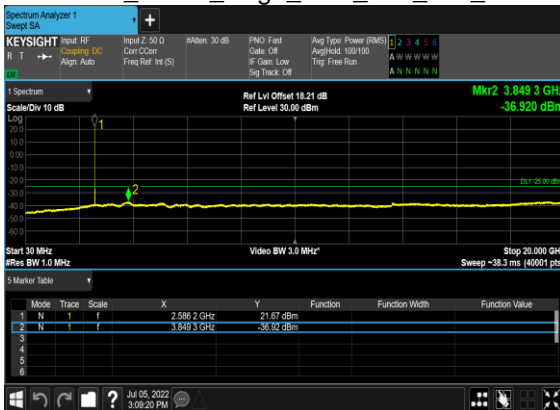 Spectrum Analyzer 1
Swept SA
+
KEYSIGHT Input: RF Input Z: 50 Ω #Atten: 30 dB PNO: Fast Avg Type: Power (RMS) 1 2 3 4 5 6
R T Coupling: DC Corr CCorr Gate: Off Avg|Hold: 100/100 A W W W W W
Align: Auto Freq Ref: Int (S) IF Gain: Low Trig: Free Run
Sig Track: Off A N N N N N
1 Spectrum
Ref Lvl Offset 18.21 dB Mkr2 3.849 3 GHz
Scale/Div 10 dB Ref Level 30.00 dBm -36.920 dBm
Log
20.0
10.0
0.00
-10.0
-20.0
-30.0
-40.0
-50.0
-60.0
1
2
Start 30 MHz Video BW 3.0 MHz* Stop 20.000 GH
#Res BW 1.0 MHz Sweep ~38.3 ms (40001 pts
5 Marker Table
Mode Trace Scale X Y Function Function Width Function Value
1 N 1 f 2.586 2 GHz 21.67 dBm
2 N 1 f 3.849 3 GHz -36.92 dBm
3
4
5
6
? Jul 05, 2022
3:09:20 PM